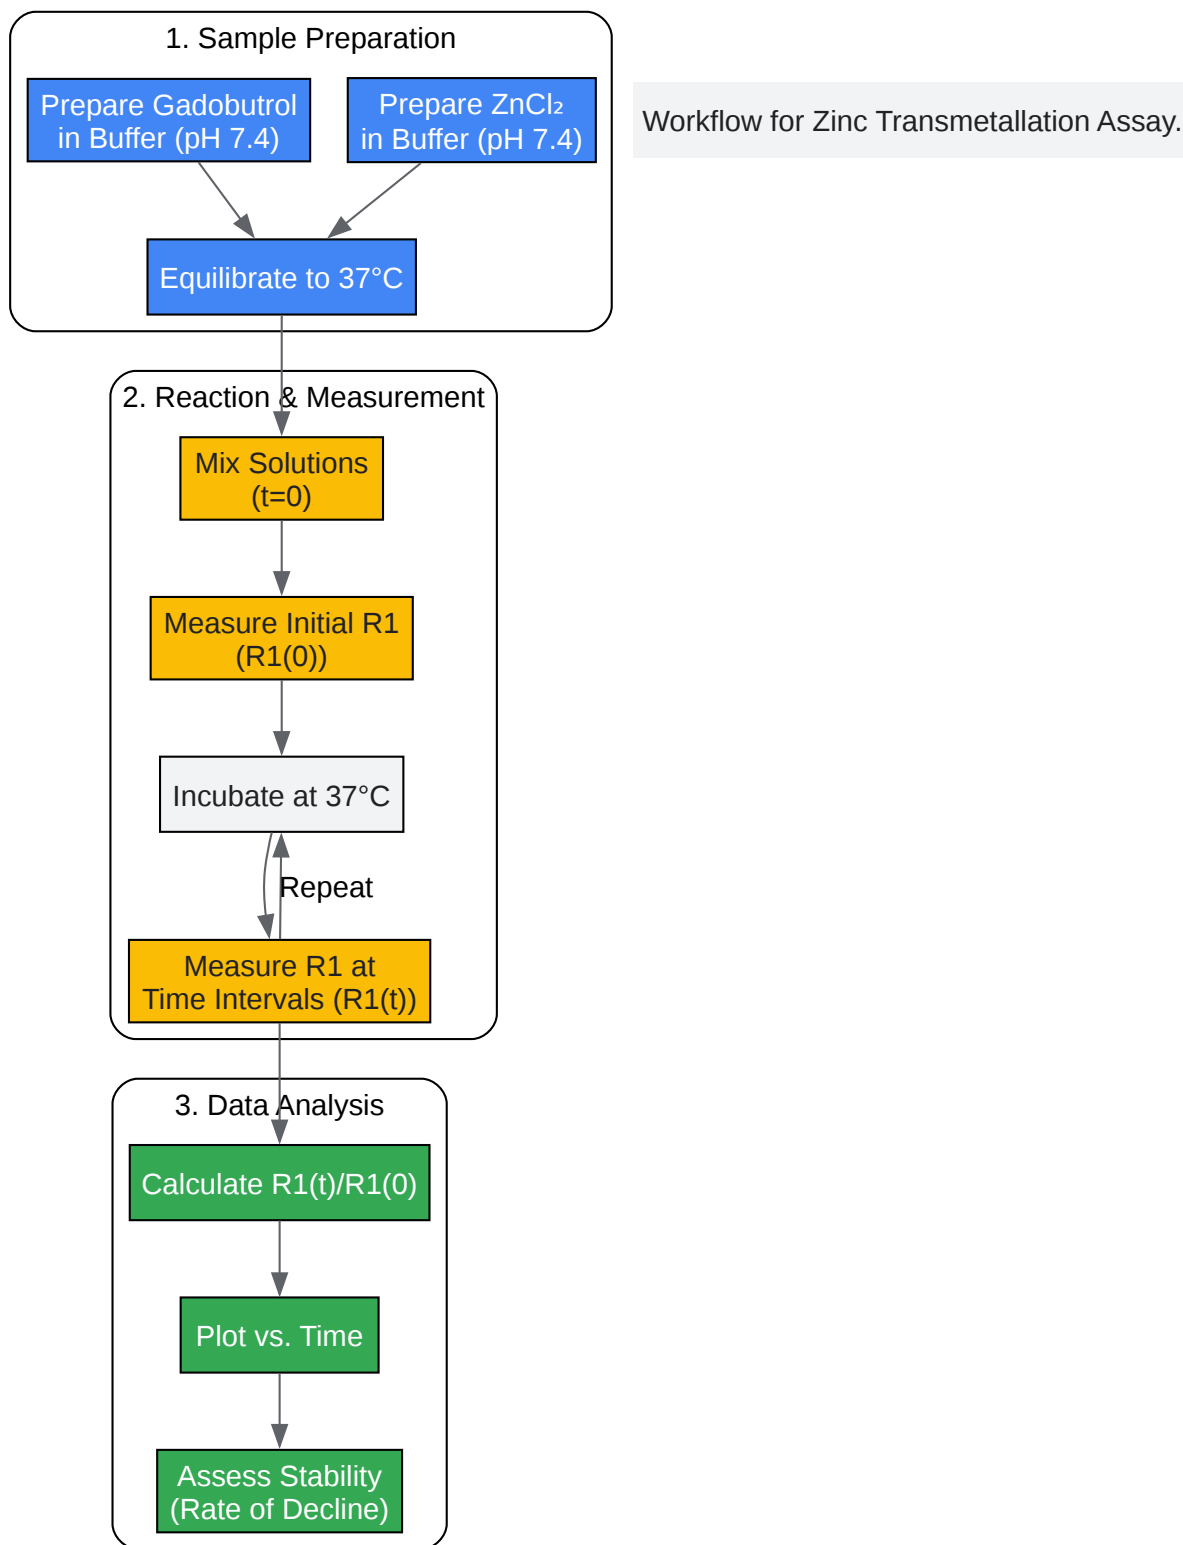 1. Sample Preparation
Prepare Gadobutrol
in Buffer (pH 7.4)
Prepare ZnCl₂
in Buffer (pH 7.4)
Workflow for Zinc Transmetallation Assay.
Equilibrate to 37°C
2. Reaction & Measurement
Mix Solutions
(t=0)
Measure Initial R1
(R1(0))
Incubate at 37°C
Repeat
Measure R1 at
Time Intervals (R1(t))
3. Data Analysis
Calculate R1(t)/R1(0)
Plot vs. Time
Assess Stability
(Rate of Decline)